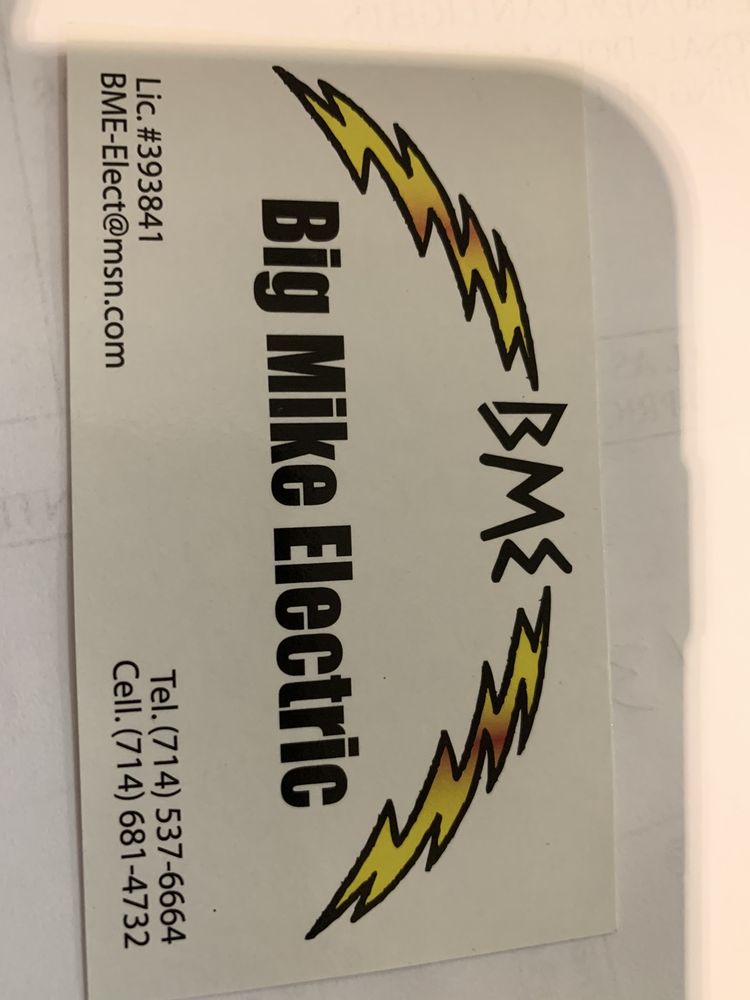 BME
Big Mike Electric
Lic. #393841
BME-Elect@msn.com
Tel. (714) 537-6664
Cell. (714) 681-4732